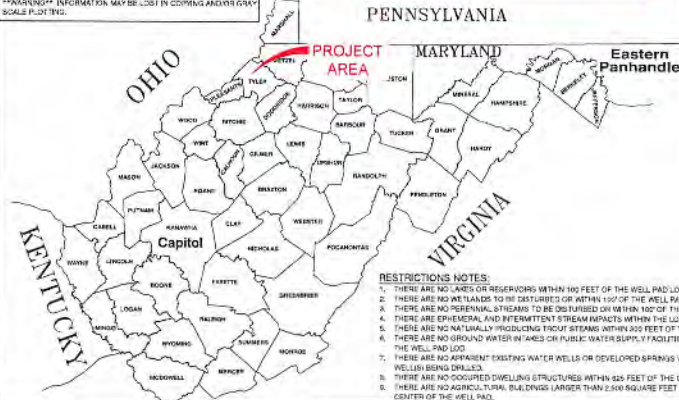 **WARNING** INFORMATION MAY BE LOST IN COPYING AND/OR GRAY
SCALE PLOTTING.
PENNSYLVANIA
MARYLAND
OHIO
KENTUCKY
VIRGINIA
PROJECT
AREA
Eastern
Panhandle
MARSHALL
TYLER
PLEASANTS
DODDRIDGE
HARRISON
TAYLOR
MINERAL
MORGAN
BERKELEY
JEFFERSON
HAMPSHIRE
WOOD
RITCHIE
BARBOUR
TUCKER
GRANT
HARDY
WIRT
CALHOUN
GILMER
LEWIS
UPSHUR
RANDOLPH
JACKSON
MASON
ROANE
BRAXTON
PENDLETON
PUTNAM
WEBSTER
CABELL
KANAWHA
CLAY
Capitol
NICHOLAS
POCAHONTAS
WAYNE
LINCOLN
BOONE
FAYETTE
GREENBRIER
LOGAN
RALEIGH
MINGO
WYOMING
SUMMERS
MONROE
MCDOWELL
MERCER
RESTRICTIONS NOTES:
1. THERE ARE NO LAKES OR RESERVOIRS WITHIN 100 FEET OF THE WELL PAD
2. THERE ARE NO WETLANDS TO BE DISTURBED OR WITHIN 100' OF THE WELL
3. THERE ARE NO PERENNIAL STREAMS TO BE DISTURBED OR WITHIN 100' OF
4. THERE ARE EPHEMERAL AND INTERMITTENT STREAM IMPACTS WITHIN THE
5. THERE ARE NO NATURALLY PRODUCING TROUT STREAMS WITHIN 300 FEET OF
6. THERE ARE NO GROUND WATER INTAKES OR PUBLIC WATER SUPPLY
THE WELL PAD LOD.
7. THERE ARE NO APPARENT EXISTING WATER WELLS OR DEVELOPED SPRINGS
WELL(S) BEING DRILLED.
8. THERE ARE NO OCCUPIED DWELLING STRUCTURES WITHIN 625 FEET OF THE
9. THERE ARE NO AGRICULTURAL BUILDINGS LARGER THAN 2,500 SQUARE FEET
CENTER OF THE WELL PAD.